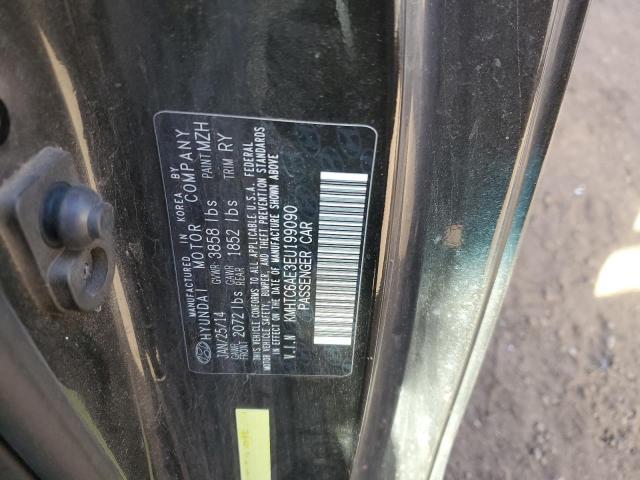 MANUFACTURED IN KOREA BY
HYUNDAI MOTOR COMPANY
JAN/25/14 GVWR 3858 lbs PAINT MZH
GAWR FRONT 2072 lbs GAWR REAR 1852 lbs TRIM RY
THIS VEHICLE CONFORMS TO ALL APPLICABLE U.S.A. FEDERAL
MOTOR VEHICLE SAFETY, BUMPER, AND THEFT PREVENTION STANDARDS
IN EFFECT ON THE DATE OF MANUFACTURE SHOWN ABOVE
V.I.N KMHTC6AE3EU199090
PASSENGER CAR